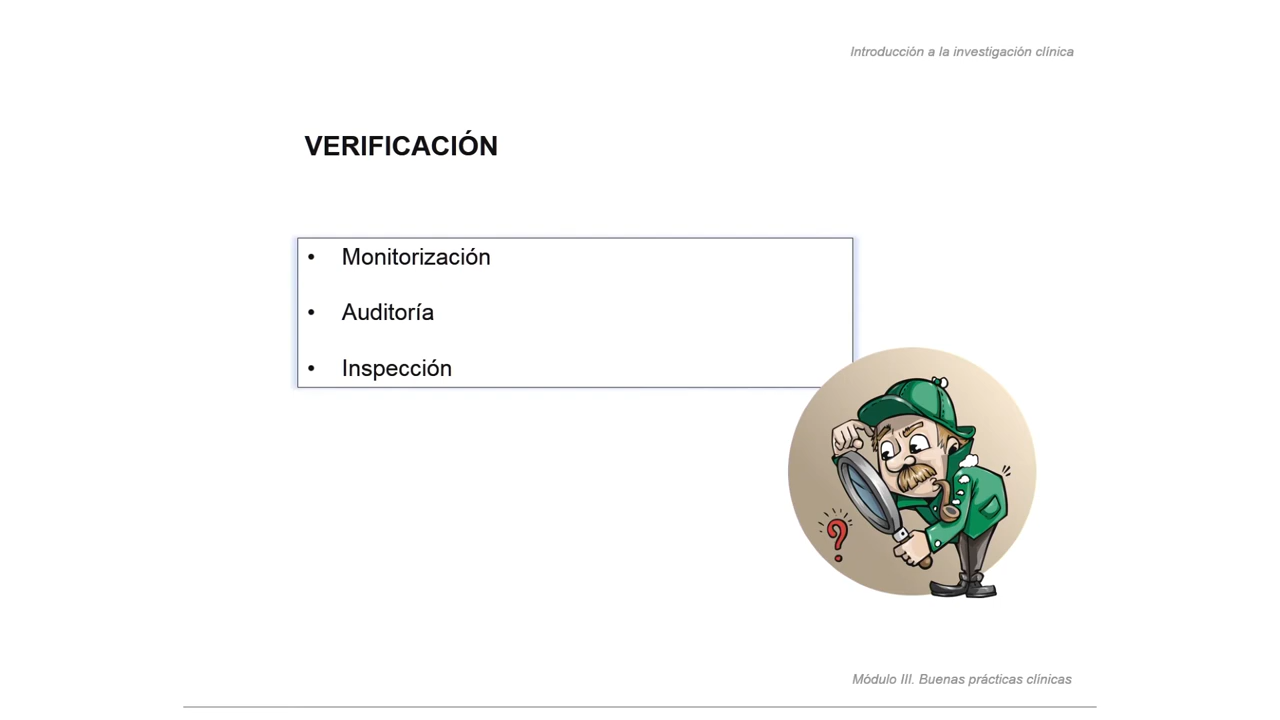 Introducción a la investigación clínica
VERIFICACIÓN
• Monitorización
• Auditoría
• Inspección
?
Módulo III. Buenas prácticas clínicas